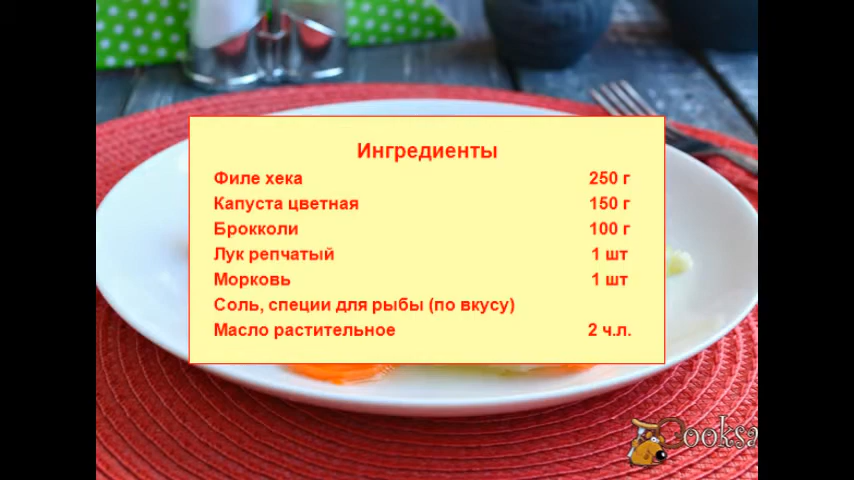 Ингредиенты
Филе хека 250 г
Капуста цветная 150 г
Брокколи 100 г
Лук репчатый 1 шт
Морковь 1 шт
Соль, специи для рыбы (по вкусу)
Масло растительное 2 ч.л.
Cooksa